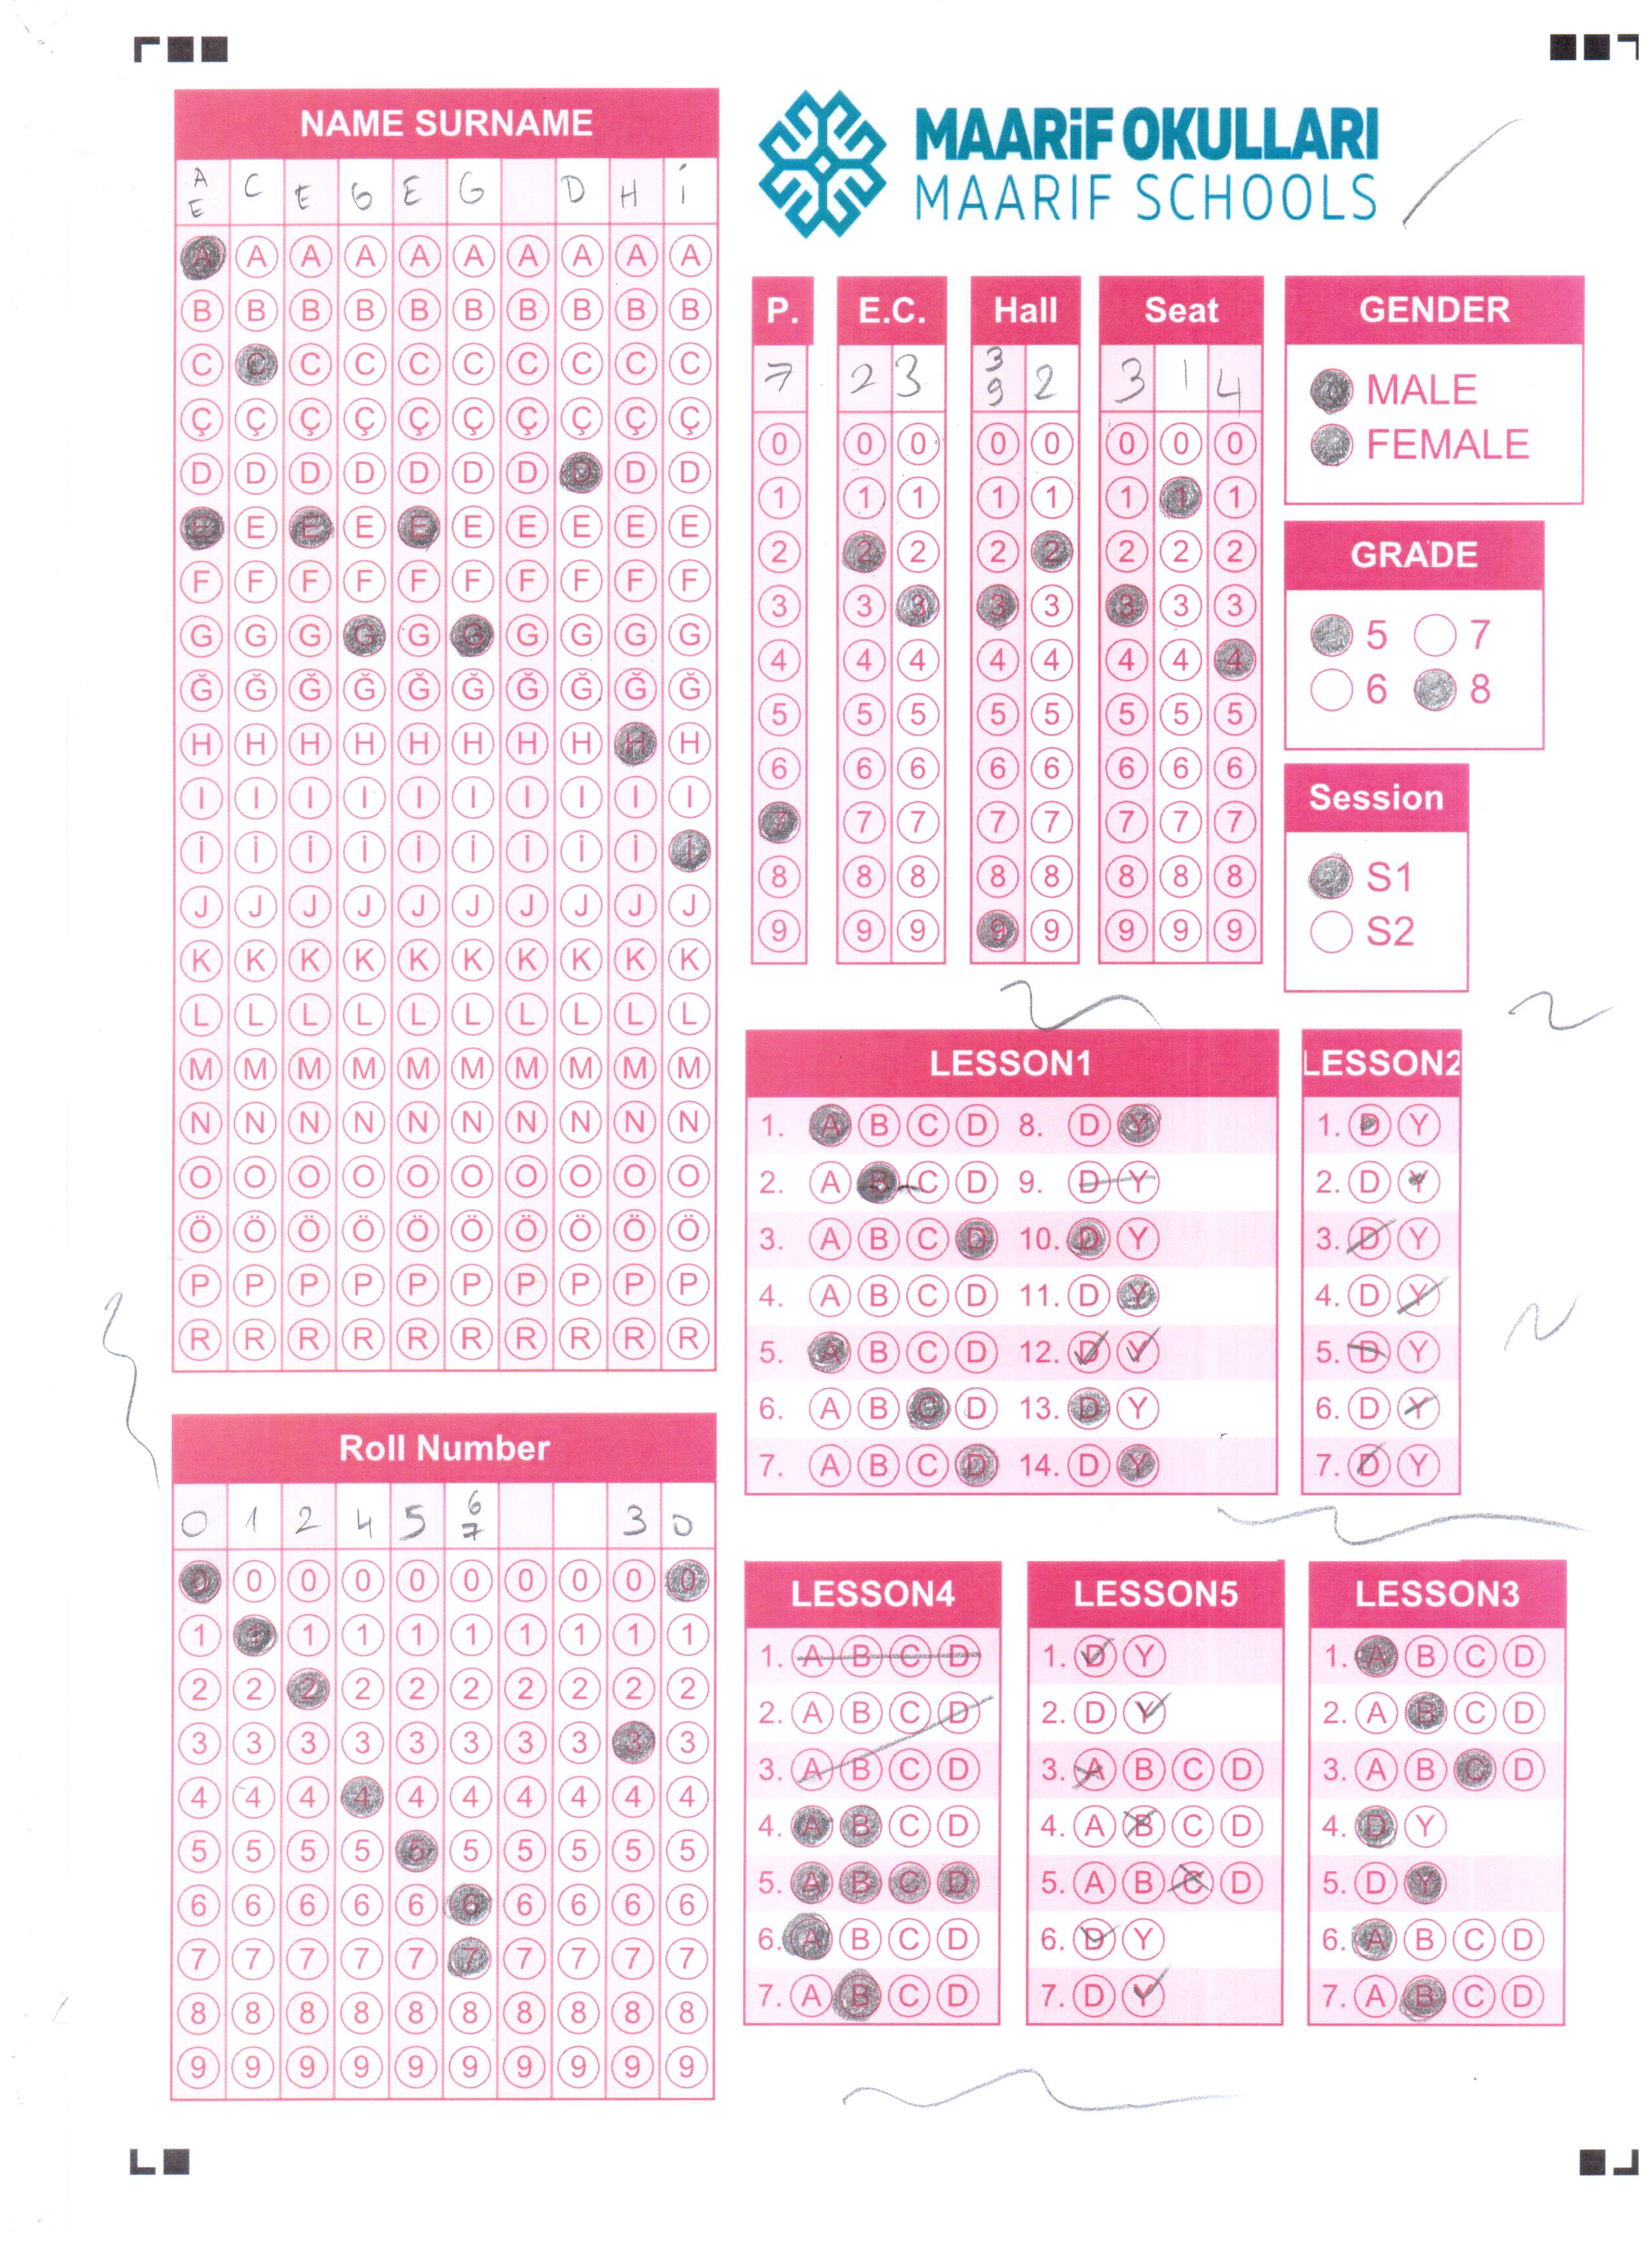 NAME SURNAME
A C E G E G D H İ
E
A A A A A A A A A A
B B B B B B B B B B
C C C C C C C C C C
Ç Ç Ç Ç Ç Ç Ç Ç Ç Ç
D D D D D D D D D D
E E E E E E E E E E
F F F F F F F F F F
G G G G G G G G G G
Ğ Ğ Ğ Ğ Ğ Ğ Ğ Ğ Ğ Ğ
H H H H H H H H H H
I I I I I I I I I I
İ İ İ İ İ İ İ İ İ İ
J J J J J J J J J J
K K K K K K K K K K
L L L L L L L L L L
M M M M M M M M M M
N N N N N N N N N N
O O O O O O O O O O
Ö Ö Ö Ö Ö Ö Ö Ö Ö Ö
P P P P P P P P P P
R R R R R R R R R R
Roll Number
0 1 2 4 5 6 3 0
7
0 0 0 0 0 0 0 0 0 0
1 1 1 1 1 1 1 1 1 1
2 2 2 2 2 2 2 2 2 2
3 3 3 3 3 3 3 3 3 3
4 4 4 4 4 4 4 4 4 4
5 5 5 5 5 5 5 5 5 5
6 6 6 6 6 6 6 6 6 6
7 7 7 7 7 7 7 7 7 7
8 8 8 8 8 8 8 8 8 8
9 9 9 9 9 9 9 9 9 9
MAARİF OKULLARI
MAARIF SCHOOLS
P. E.C. Hall Seat
7 2 3 3 2 3 1 4
9
0 0 0 0 0 0 0 0
1 1 1 1 1 1 1 1
2 2 2 2 2 2 2 2
3 3 3 3 3 3 3 3
4 4 4 4 4 4 4 4
5 5 5 5 5 5 5 5
6 6 6 6 6 6 6 6
7 7 7 7 7 7 7 7
8 8 8 8 8 8 8 8
9 9 9 9 9 9 9 9
GENDER
MALE
FEMALE
GRADE
5 7
6 8
Session
S1
S2
LESSON1
1. A B C D 8. D Y
2. A B C D 9. D Y
3. A B C D 10. D Y
4. A B C D 11. D Y
5. A B C D 12. D Y
6. A B C D 13. D Y
7. A B C D 14. D Y
LESSON2
1. D Y
2. D Y
3. D Y
4. D Y
5. D Y
6. D Y
7. D Y
LESSON4
1. A B C D
2. A B C D
3. A B C D
4. A B C D
5. A B C D
6. A B C D
7. A B C D
LESSON5
1. D Y
2. D Y
3. A B C D
4. A B C D
5. A B C D
6. D Y
7. D Y
LESSON3
1. A B C D
2. A B C D
3. A B C D
4. D Y
5. D Y
6. A B C D
7. A B C D